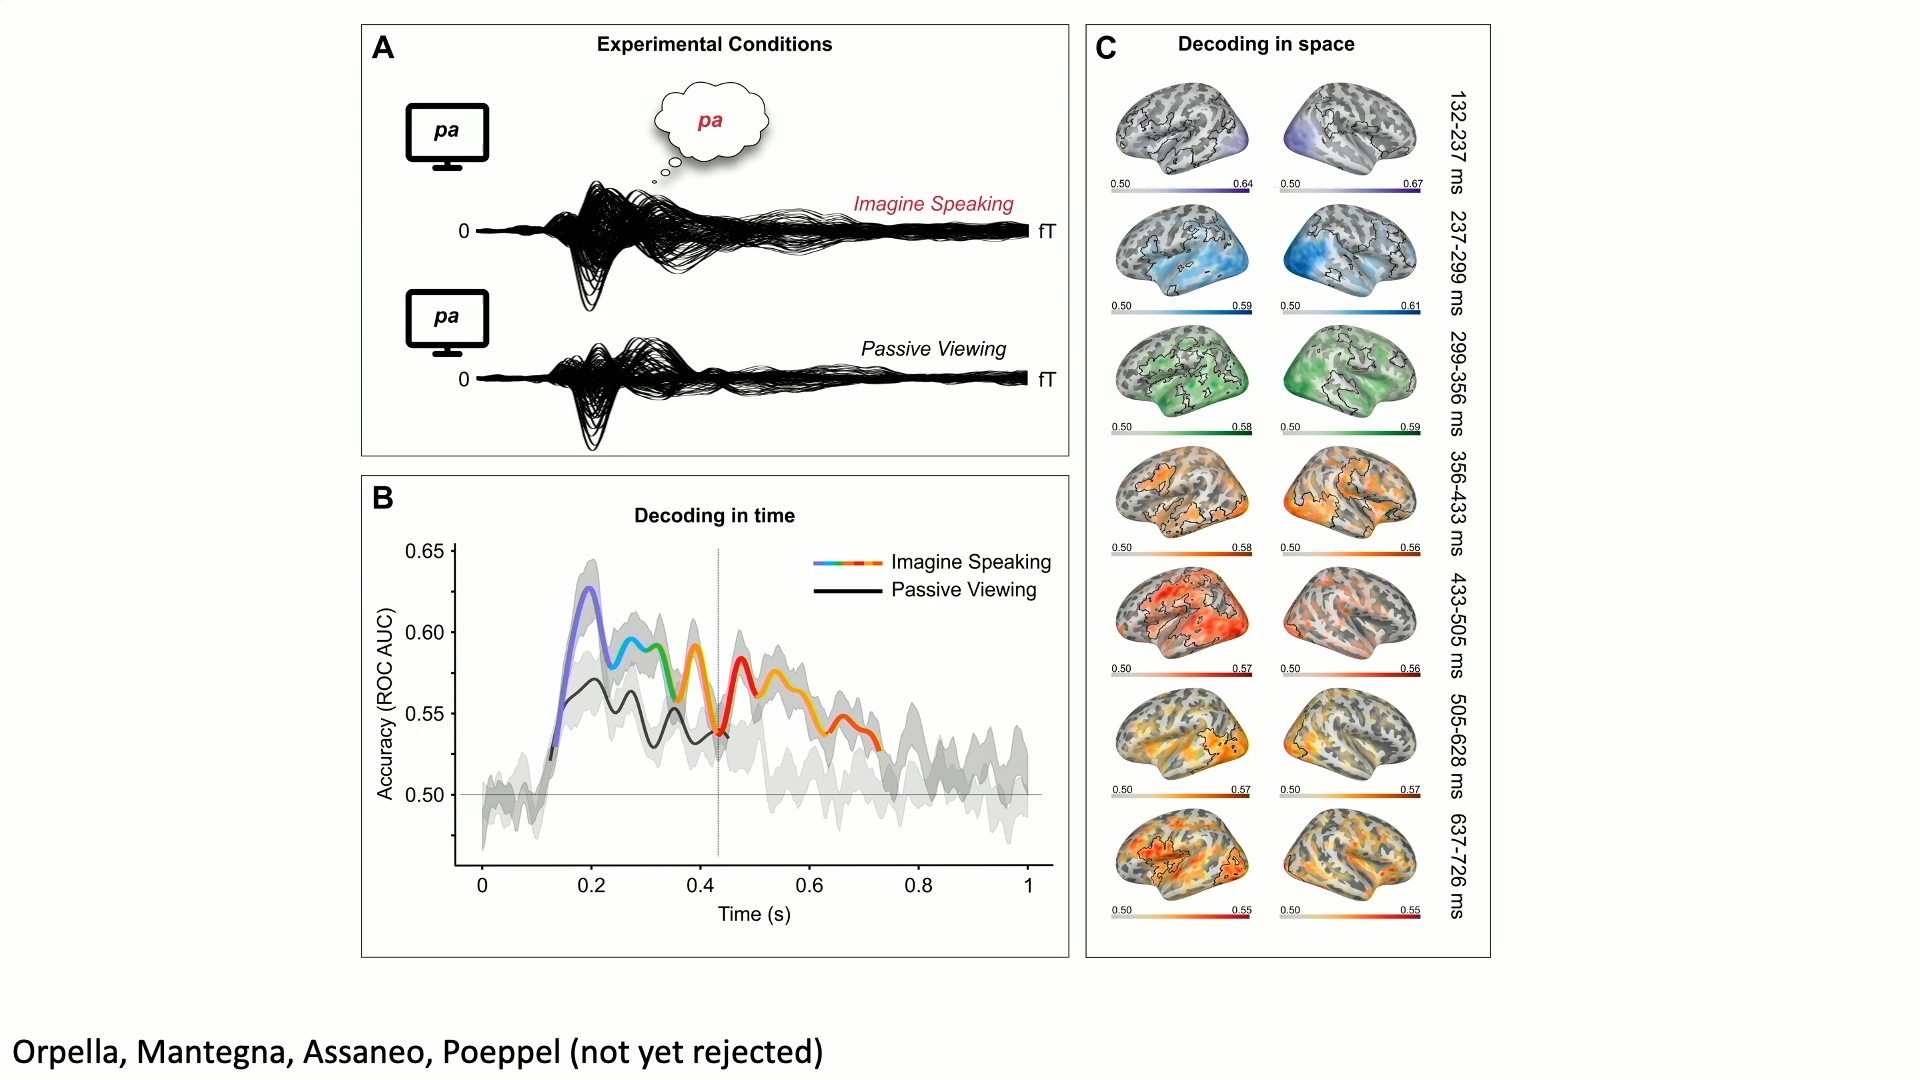 A
Experimental Conditions
pa
pa
Imagine Speaking
0
fT
pa
Passive Viewing
0
fT
B
Decoding in time
Accuracy (ROC AUC)
0.65
0.60
0.55
0.50
Imagine Speaking
Passive Viewing
0 0.2 0.4 0.6 0.8 1
Time (s)
C
Decoding in space
0.50 0.64 0.50 0.67
132-237 ms
0.50 0.59 0.50 0.61
237-299 ms
0.50 0.58 0.50 0.59
299-356 ms
0.50 0.58 0.50 0.56
356-433 ms
0.50 0.57 0.50 0.56
433-505 ms
0.50 0.57 0.50 0.57
505-628 ms
0.50 0.55 0.50 0.55
637-726 ms
Orpella, Mantegna, Assaneo, Poeppel (not yet rejected)